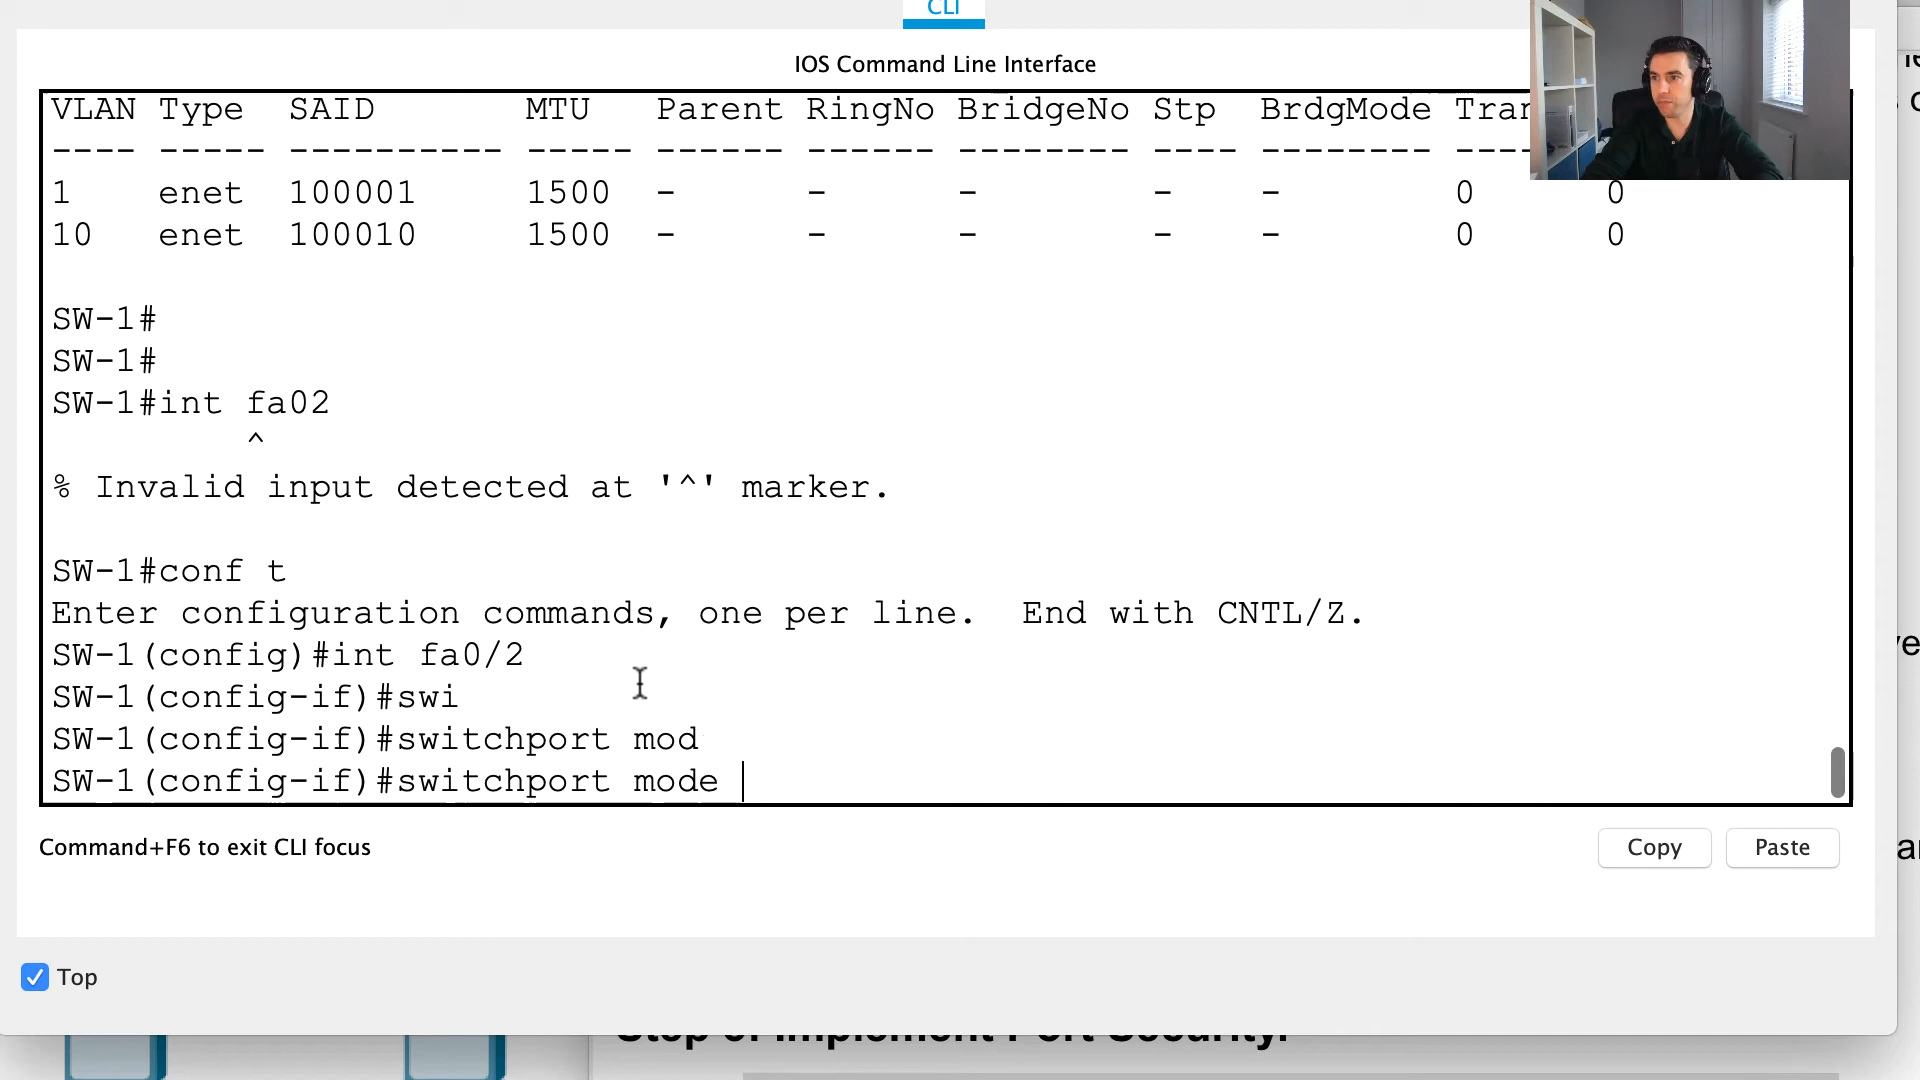 CLI
IOS Command Line Interface
VLAN Type SAID MTU Parent RingNo BridgeNo Stp BrdgMode Tran
---- ----- ---------- ----- ------ ------ -------- ---- -------- ----
1 enet 100001 1500 - - - - - 0 0
10 enet 100010 1500 - - - - - 0 0
SW-1#
SW-1#
SW-1#int fa02
^
% Invalid input detected at '^' marker.
SW-1#conf t
Enter configuration commands, one per line. End with CNTL/Z.
SW-1(config)#int fa0/2
SW-1(config-if)#swi
SW-1(config-if)#switchport mod
SW-1(config-if)#switchport mode
Command+F6 to exit CLI focus
Copy
Paste
Top
Implement Port Security.